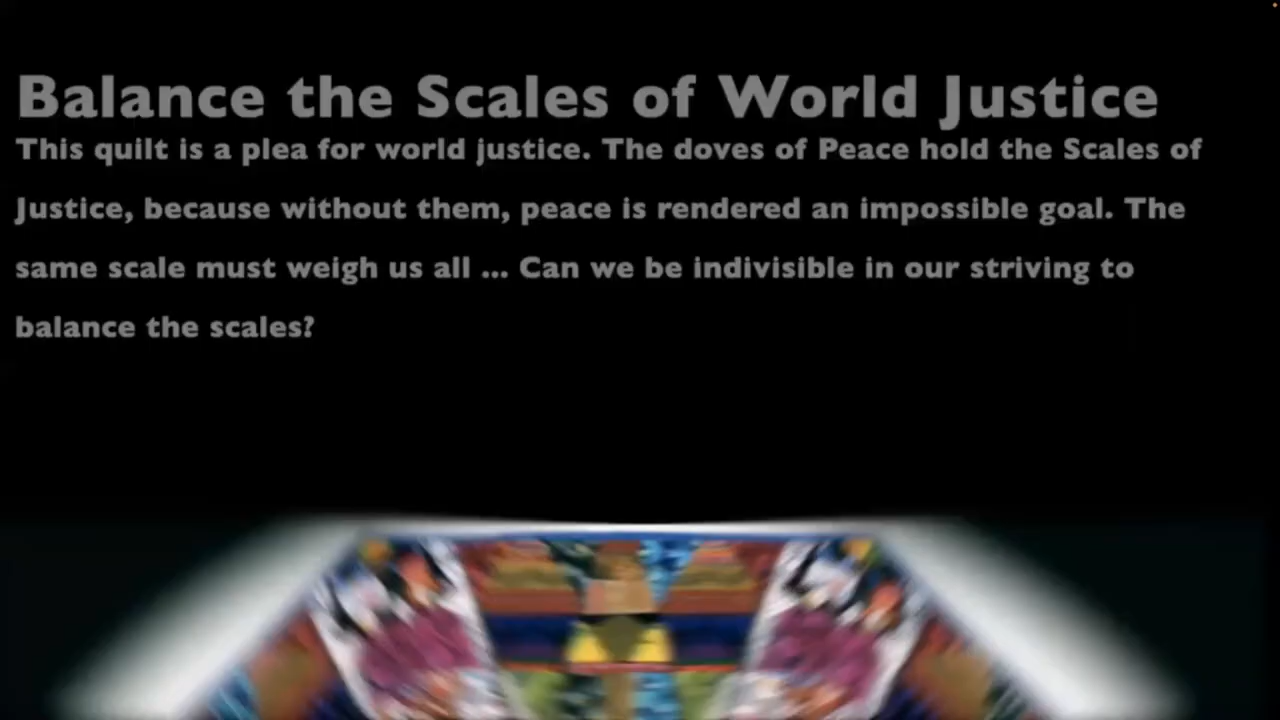 Balance the Scales of World Justice
This quilt is a plea for world justice. The doves of Peace hold the Scales of
Justice, because without them, peace is rendered an impossible goal. The
same scale must weigh us all ... Can we be indivisible in our striving to
balance the scales?